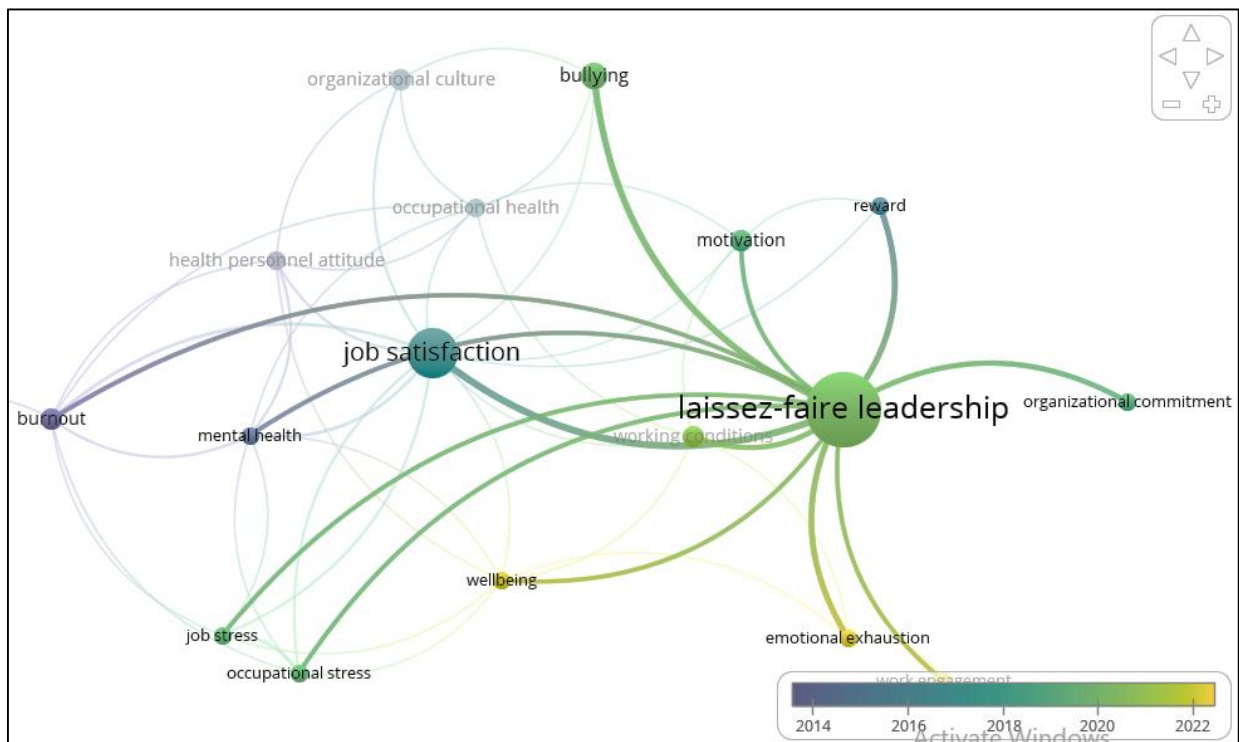 organizational culture
bullying
occupational health
reward
motivation
health personnel attitude
job satisfaction
laissez-faire leadership
organizational commitment
burnout
mental health
working conditions
wellbeing
job stress
emotional exhaustion
occupational stress
work engagement
2014 2016 2018 2020 2022
Activate Windows